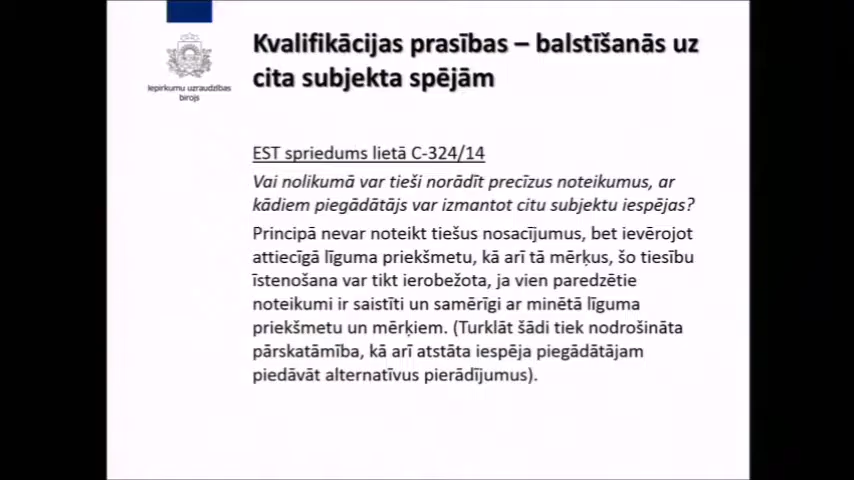 Kvalifikācijas prasības – balstīšanās uz
cita subjekta spējām
Iepirkumu uzraudzības
birojs
EST spriedums lietā C-324/14
Vai nolikumā var tieši norādīt precīzus noteikumus, ar
kādiem piegādātājs var izmantot citu subjektu iespējas?
Principā nevar noteikt tiešus nosacījumus, bet ievērojot
attiecīgā līguma priekšmetu, kā arī tā mērķus, šo tiesību
īstenošana var tikt ierobežota, ja vien paredzētie
noteikumi ir saistīti un samērīgi ar minētā līguma
priekšmetu un mērķiem. (Turklāt šādi tiek nodrošināta
pārskatāmība, kā arī atstāta iespēja piegādātājam
piedāvāt alternatīvus pierādījumus).